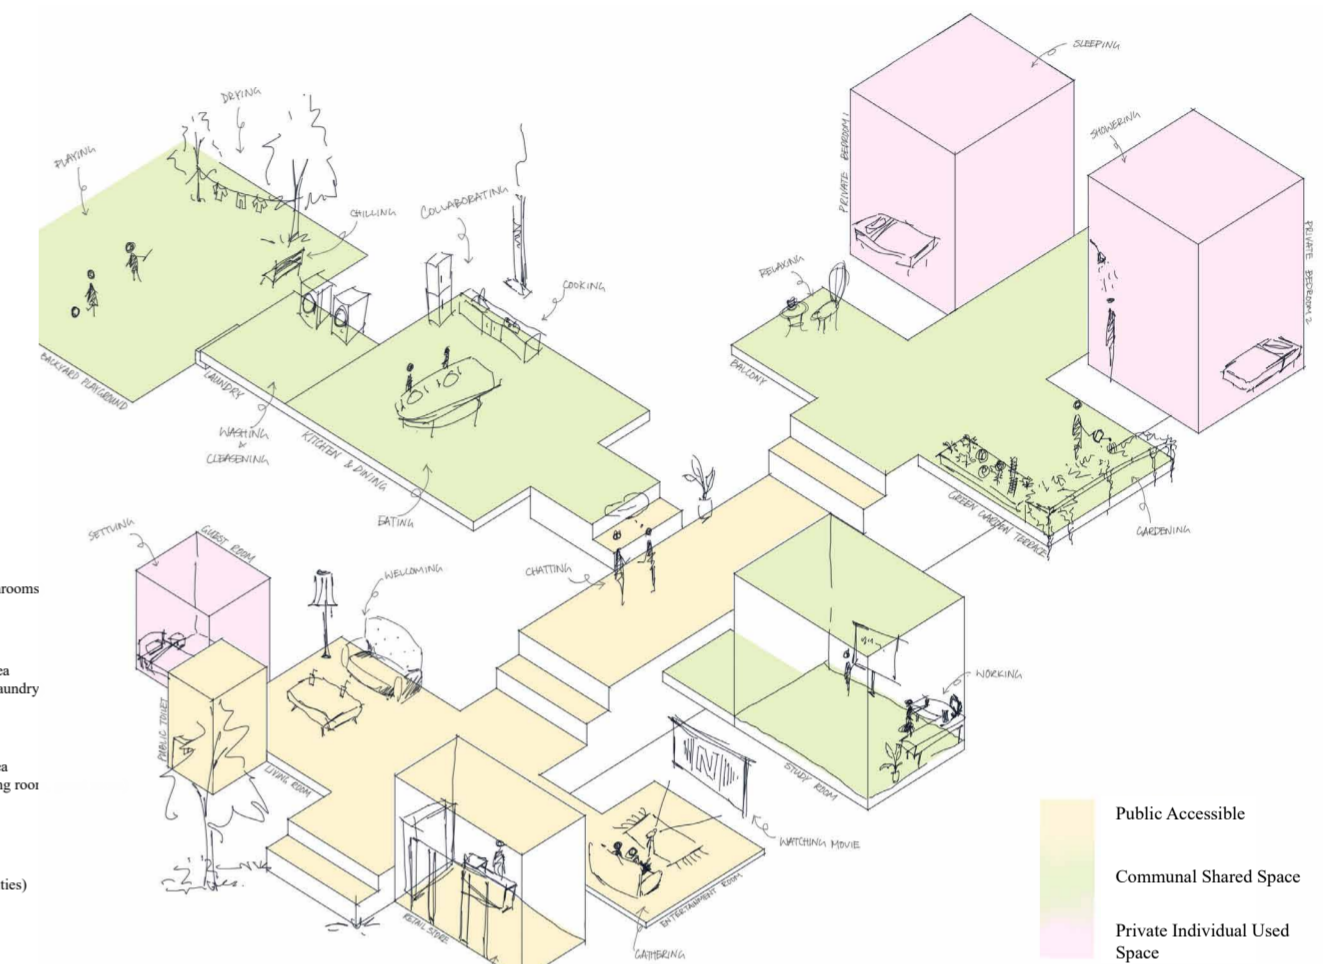 SLEEPING
SHOWERING
PRIVATE BEDROOM 1
PRIVATE BEDROOM 2
DRYING
PLAYING
CHILLING
COLLABORATING
COOKING
RELAXING
BALCONY
BACKYARD PLAYGROUND
LAUNDRY
WASHING
&
CLEASENING
KITCHEN & DINING
EATING
GREEN GARDEN TERRACE
GARDENING
SETTLING
GUEST ROOM
WELCOMING
CHATTING
PUBLIC TOILET
LIVING ROOM
WORKING
STUDY ROOM
WATCHING MOVIE
N
RETAIL STORE
ENTERTAINMENT ROOM
GATHERING
rooms
ea
aundry
ea
ng roor
ties)
Public Accessible
Communal Shared Space
Private Individual Used
Space